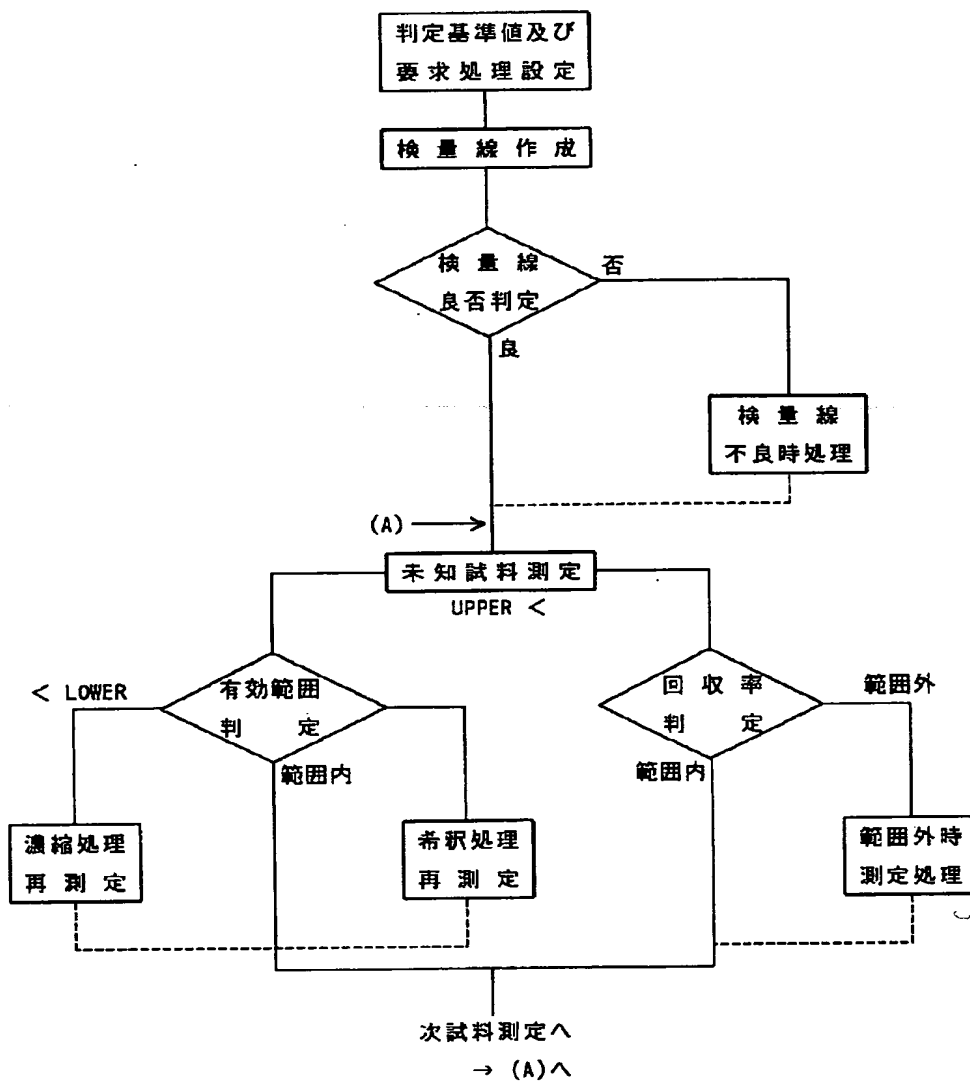 判定基準値及び
要求処理設定
検量線作成
検量線
良否判定
否
良
検量線
不良時処理
(A)
未知試料測定
UPPER <
< LOWER
有効範囲
判定
範囲内
回収率
判定
範囲外
範囲内
濃縮処理
再測定
希釈処理
再測定
範囲外時
測定処理
次試料測定へ
→ (A)へ